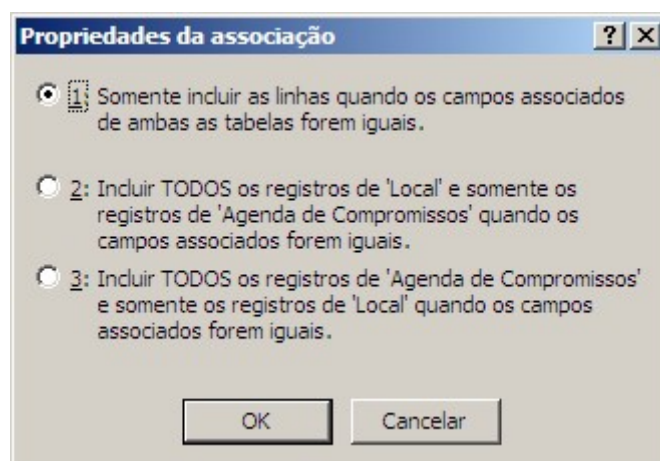 Propriedades da associação
1: Somente incluir as linhas quando os campos associados
de ambas as tabelas forem iguais.
2: Incluir TODOS os registros de 'Local' e somente os
registros de 'Agenda de Compromissos' quando os
campos associados forem iguais.
3: Incluir TODOS os registros de 'Agenda de Compromissos'
e somente os registros de 'Local' quando os campos
associados forem iguais.
OK
Cancelar